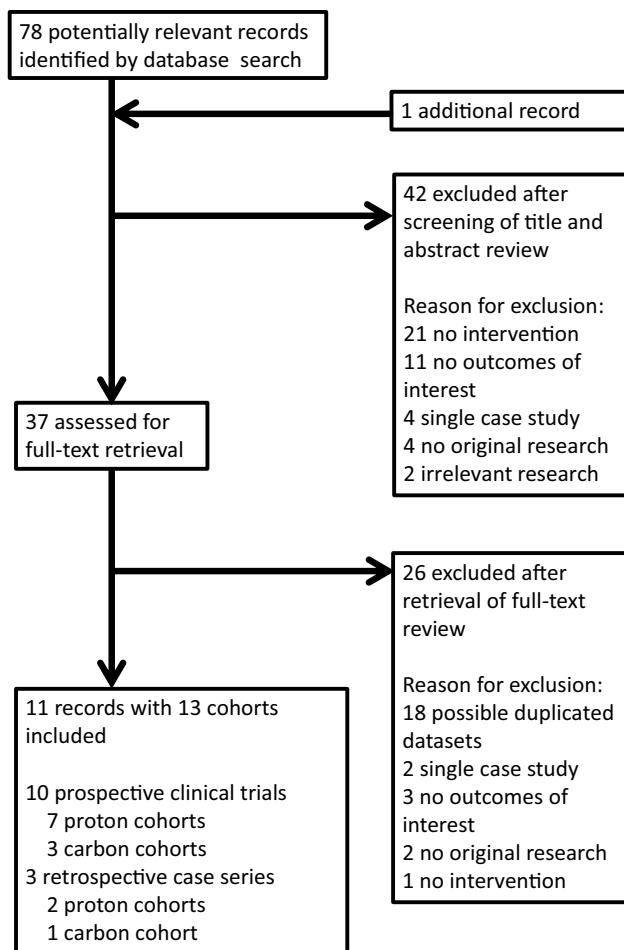 78 potentially relevant records
identified by database search
1 additional record
42 excluded after
screening of title and
abstract review
Reason for exclusion:
21 no intervention
11 no outcomes of
interest
4 single case study
4 no original research
2 irrelevant research
37 assessed for
full-text retrieval
26 excluded after
retrieval of full-text
review
Reason for exclusion:
18 possible duplicated
datasets
2 single case study
3 no outcomes of
interest
2 no original research
1 no intervention
11 records with 13 cohorts
included
10 prospective clinical trials
7 proton cohorts
3 carbon cohorts
3 retrospective case series
2 proton cohorts
1 carbon cohort